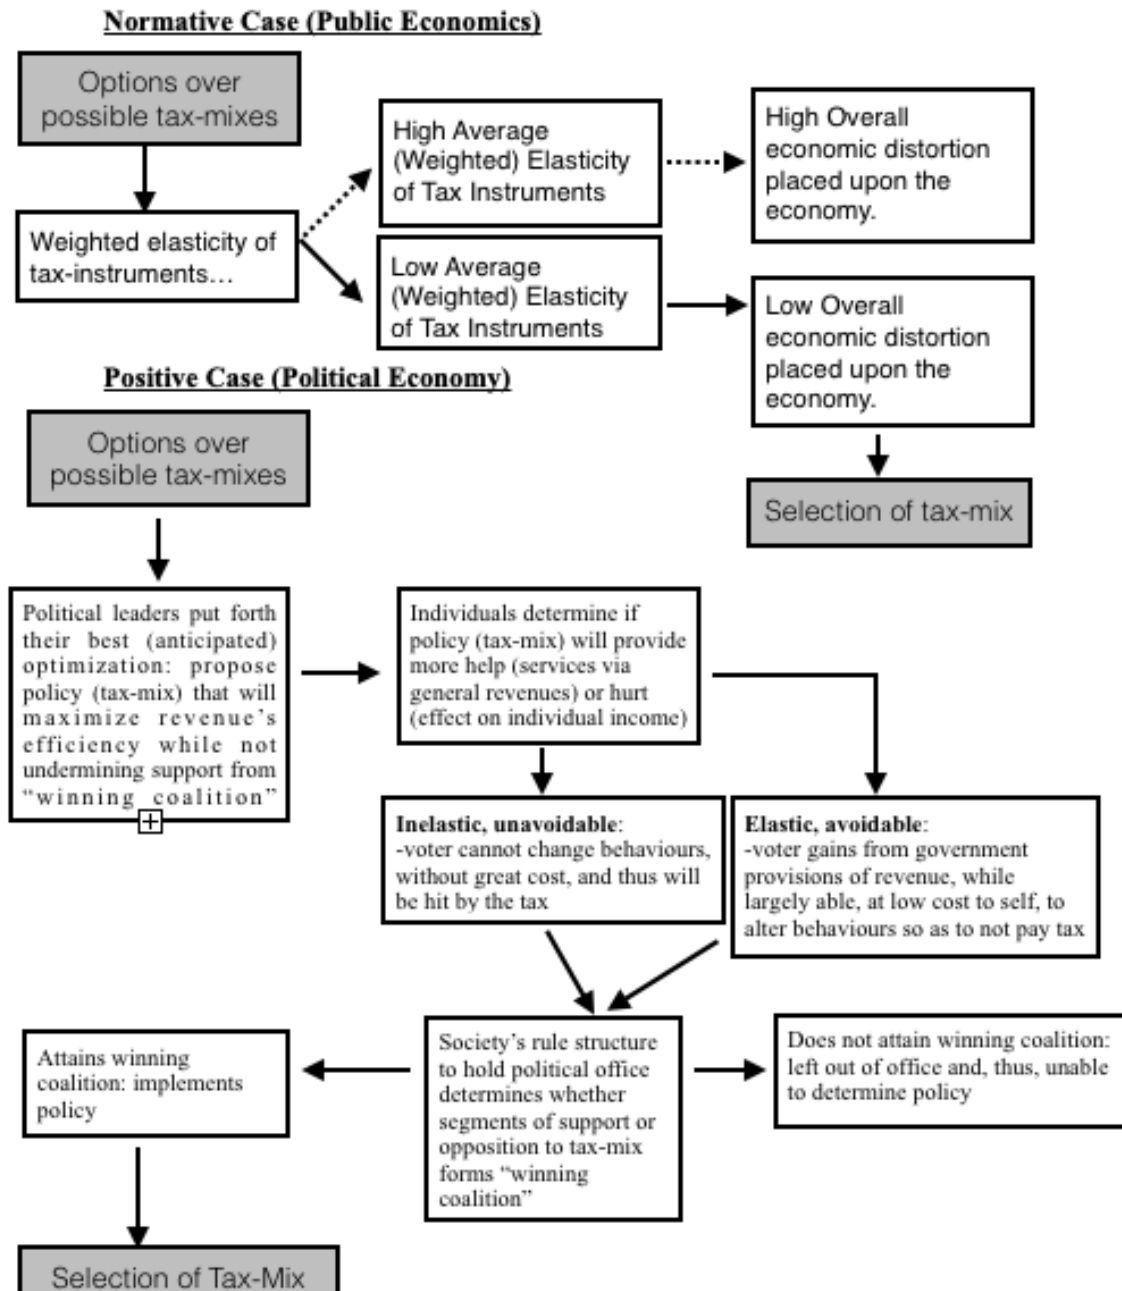 Normative Case (Public Economics)
Options over
possible tax-mixes
Weighted elasticity of
tax-instruments…
High Average
(Weighted) Elasticity
of Tax Instruments
High Overall
economic distortion
placed upon the
economy.
Low Average
(Weighted) Elasticity
of Tax Instruments
Low Overall
economic distortion
placed upon the
economy.
Selection of tax-mix
Positive Case (Political Economy)
Options over
possible tax-mixes
Political leaders put forth
their best (anticipated)
optimization: propose
policy (tax-mix) that will
maximize revenue's
efficiency while not
undermining support from
“winning coalition”
Individuals determine if
policy (tax-mix) will provide
more help (services via
general revenues) or hurt
(effect on individual income)
Inelastic, unavoidable:
-voter cannot change behaviours,
without great cost, and thus will
be hit by the tax
Elastic, avoidable:
-voter gains from government
provisions of revenue, while
largely able, at low cost to self, to
alter behaviours so as to not pay tax
Society's rule structure
to hold political office
determines whether
segments of support or
opposition to tax-mix
forms “winning
coalition”
Attains winning
coalition: implements
policy
Does not attain winning coalition:
left out of office and, thus, unable
to determine policy
Selection of Tax-Mix